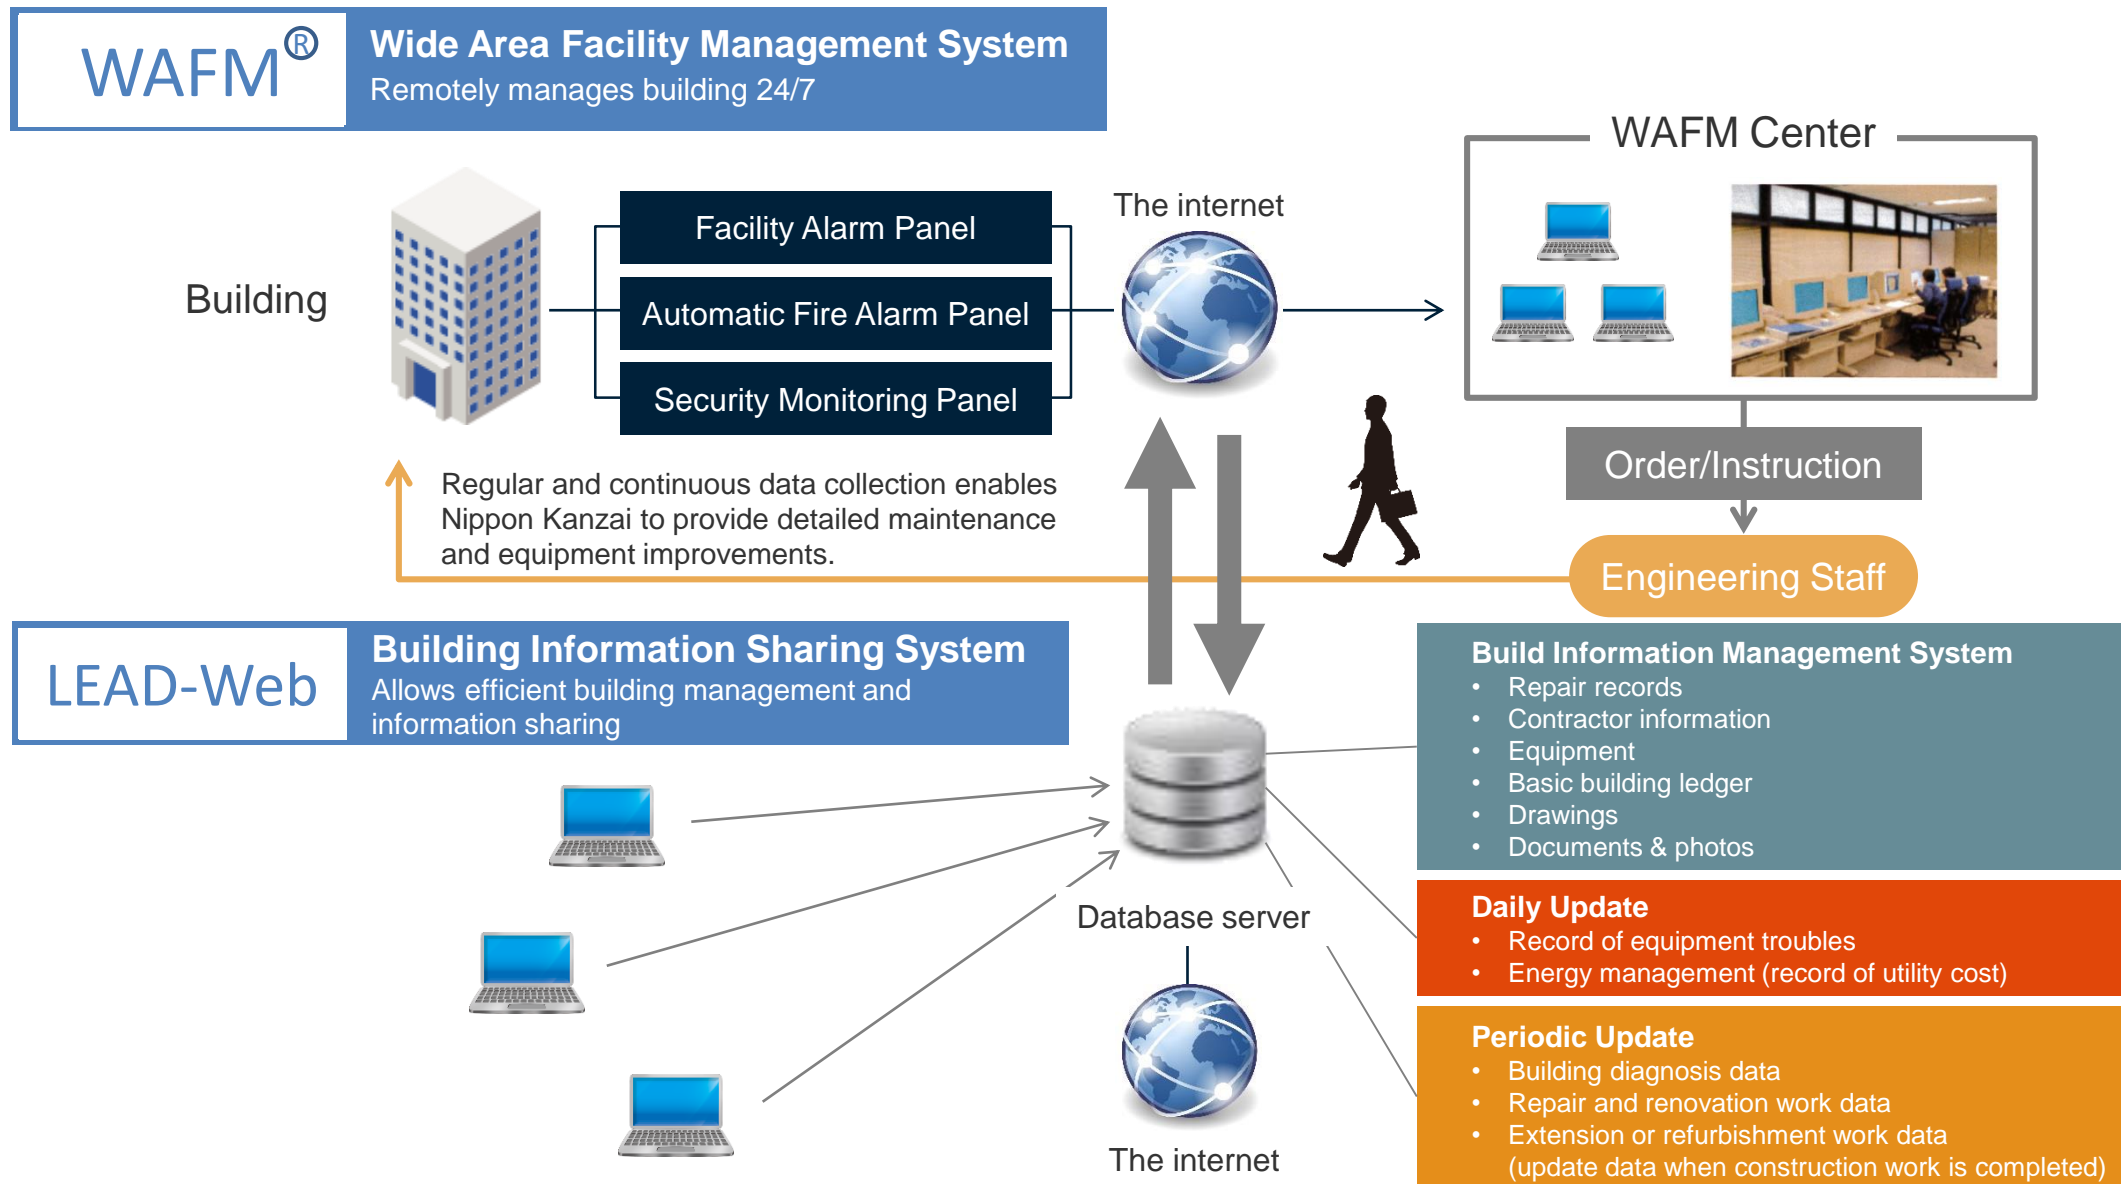 WAFM®
Wide Area Facility Management System
Remotely manages building 24/7
WAFM Center
Building
Facility Alarm Panel
Automatic Fire Alarm Panel
Security Monitoring Panel
The internet
Order/Instruction
Engineering Staff
Regular and continuous data collection enables
Nippon Kanzai to provide detailed maintenance
and equipment improvements.
LEAD-Web
Building Information Sharing System
Allows efficient building management and
information sharing
Database server
The internet
Build Information Management System
• Repair records
• Contractor information
• Equipment
• Basic building ledger
• Drawings
• Documents & photos
Daily Update
• Record of equipment troubles
• Energy management (record of utility cost)
Periodic Update
• Building diagnosis data
• Repair and renovation work data
• Extension or refurbishment work data
(update data when construction work is completed)